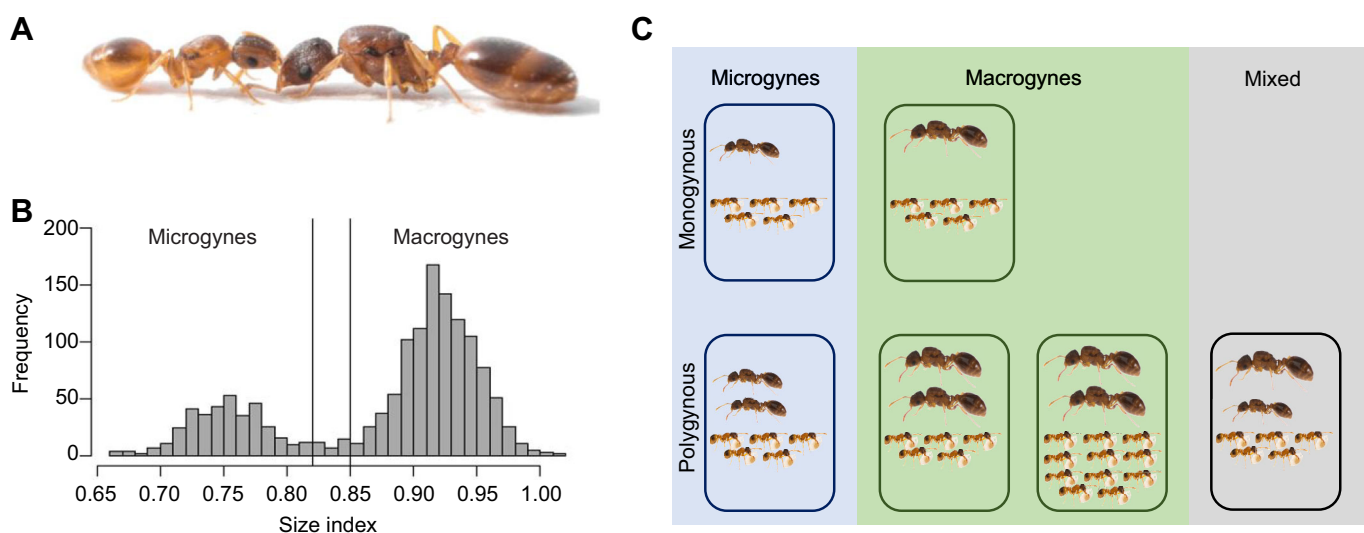 A
B
Microgynes
Macrogynes
200
150
100
50
0
Frequency
0.65 0.70 0.75 0.80 0.85 0.90 0.95 1.00
Size index
C
Microgynes
Macrogynes
Mixed
Monogynous
Polygynous